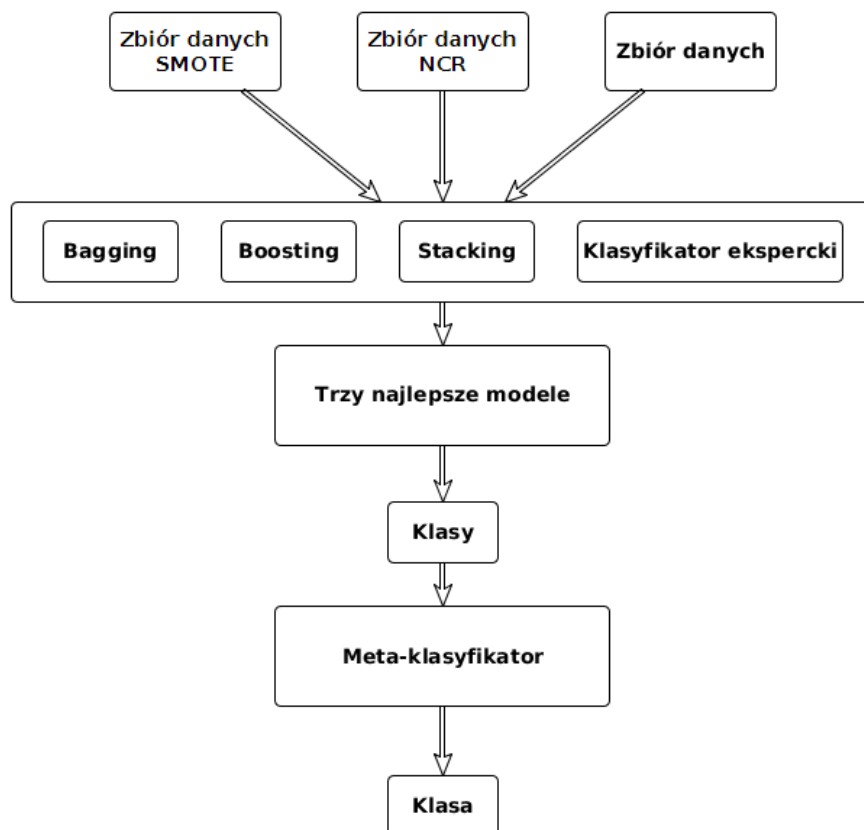 Zbiór danych
SMOTE
Zbiór danych
NCR
Zbiór danych
Bagging
Boosting
Stacking
Klasyfikator ekspercki
Trzy najlepsze modele
Klasy
Meta-klasyfikator
Klasa